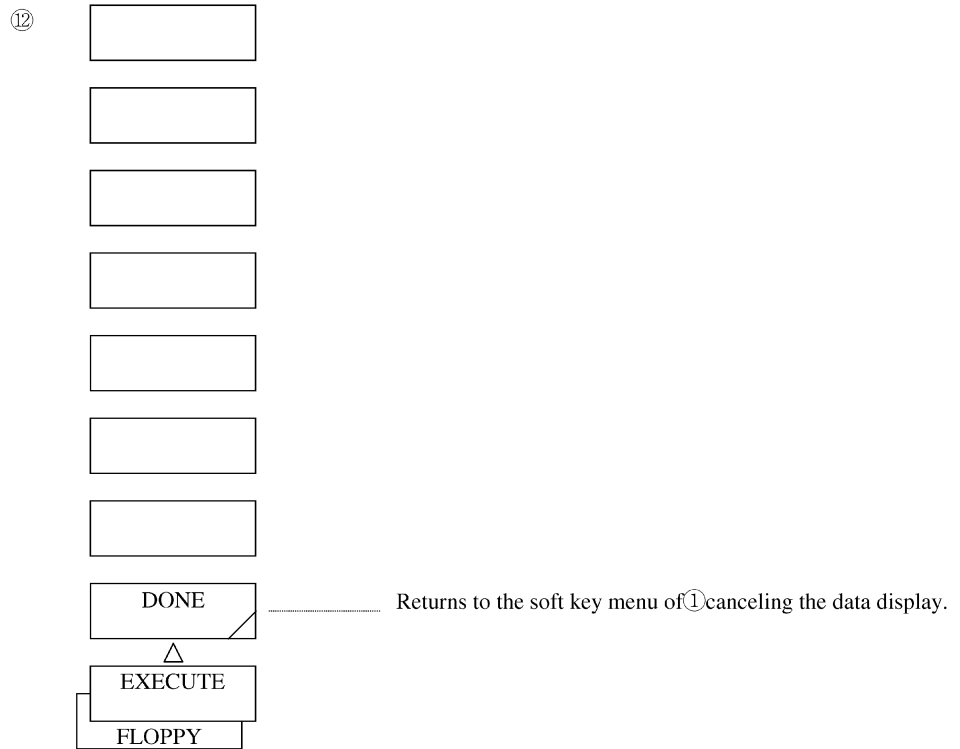 ⑫
DONE
Returns to the soft key menu of①canceling the data display.
EXECUTE
FLOPPY